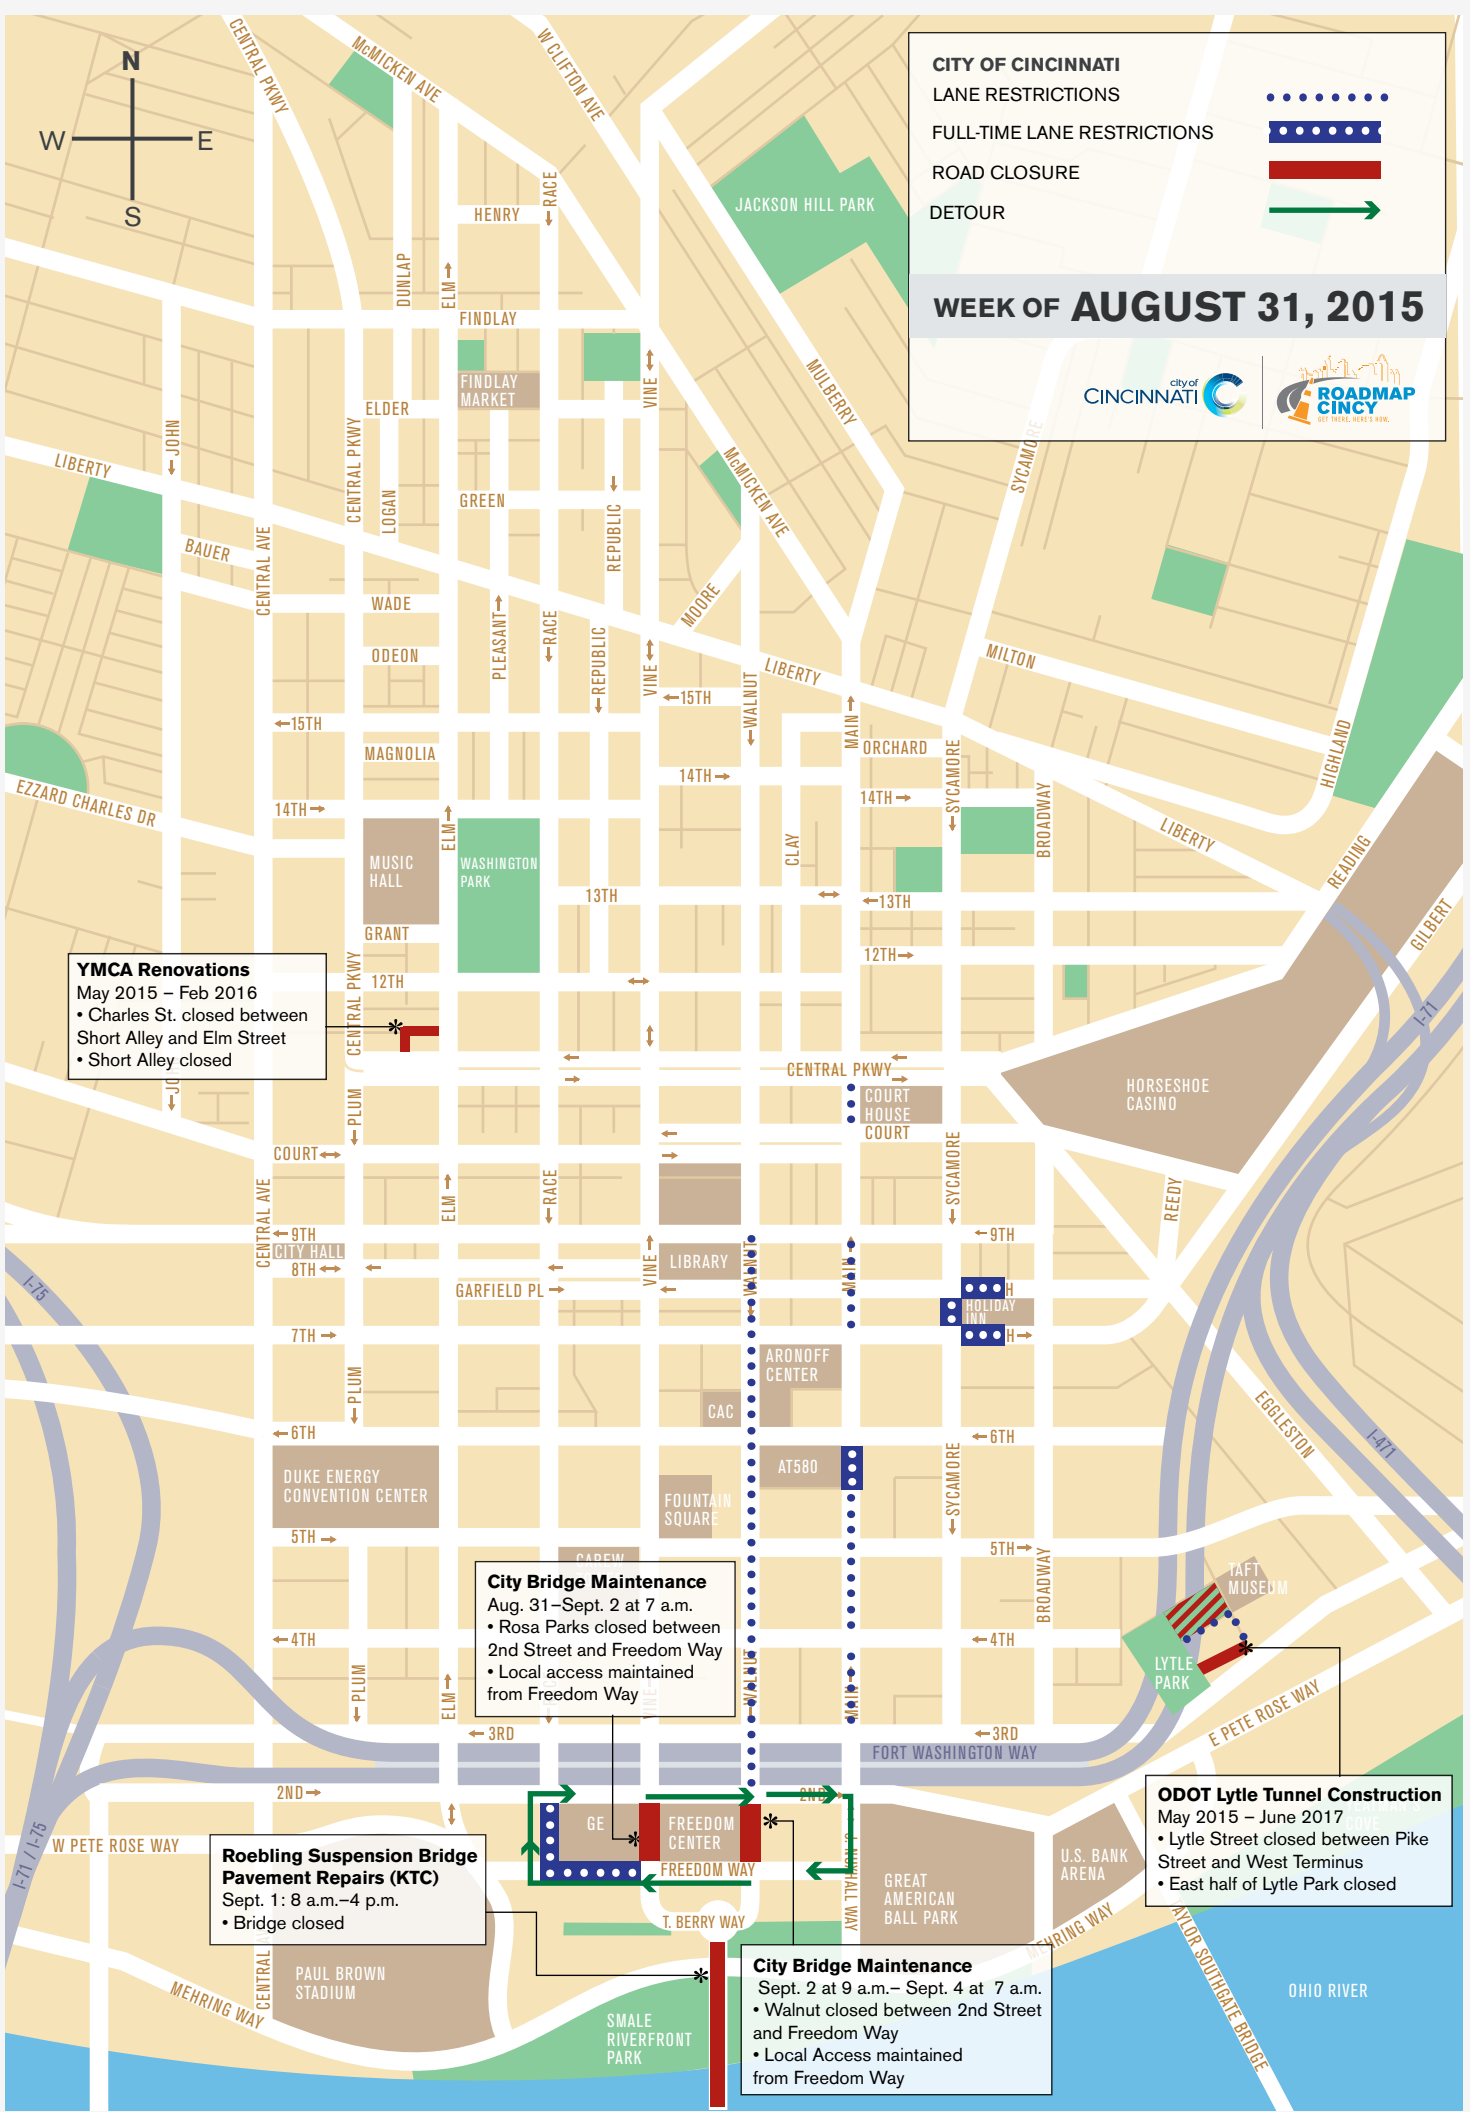 CENTRAL PKWY
McMICKEN AVE
W CLIFTON AVE
N
W
E
S
CITY OF CINCINNATI
LANE RESTRICTIONS
FULL-TIME LANE RESTRICTIONS
ROAD CLOSURE
DETOUR
WEEK OF AUGUST 31, 2015
city of
CINCINNATI
ROADMAP
CINCY
GET THERE. HERE'S HOW.
JACKSON HILL PARK
HENRY
RACE
DUNLAP
ELM
FINDLAY
FINDLAY
MARKET
VINE
MULBERRY
ELDER
JOHN
CENTRAL PKWY
LOGAN
LIBERTY
GREEN
REPUBLIC
McMICKEN AVE
SYCAMORE
BAUER
CENTRAL AVE
WADE
ODEON
PLEASANT
RACE
REPUBLIC
VINE
MOORE
LIBERTY
MILTON
15TH
15TH
WALNUT
MAIN
ORCHARD
SYCAMORE
HIGHLAND
MAGNOLIA
14TH
14TH
14TH
BROADWAY
EZZARD CHARLES DR
ELM
CLAY
LIBERTY
READING
MUSIC
HALL
WASHINGTON
PARK
13TH
13TH
GILBERT
GRANT
12TH
12TH
CENTRAL PKWY
I-71
YMCA Renovations
May 2015 – Feb 2016
• Charles St. closed between
Short Alley and Elm Street
• Short Alley closed
CENTRAL PKWY
HORSESHOE
CASINO
COURT
HOUSE
COURT
PLUM
COURT
SYCAMORE
REEDY
CENTRAL AVE
ELM
RACE
9TH
9TH
CITY HALL
8TH
GARFIELD PL
VINE
LIBRARY
WALNUT
MAIN
H
HOLIDAY
INN
H
I-75
7TH
ARONOFF
CENTER
CAC
PLUM
EGGLESTON
I-471
6TH
6TH
DUKE ENERGY
CONVENTION CENTER
AT580
FOUNTAIN
SQUARE
SYCAMORE
5TH
5TH
CAREW
BROADWAY
TAFT
MUSEUM
City Bridge Maintenance
Aug. 31–Sept. 2 at 7 a.m.
• Rosa Parks closed between
2nd Street and Freedom Way
• Local access maintained
from Freedom Way
4TH
4TH
LYTLE
PARK
PLUM
ELM
VINE
WALNUT
MAIN
3RD
3RD
FORT WASHINGTON WAY
E PETE ROSE WAY
2ND
2ND
ODOT Lytle Tunnel Construction
May 2015 – June 2017
• Lytle Street closed between Pike
Street and West Terminus
• East half of Lytle Park closed
GE
FREEDOM
CENTER
FREEDOM WAY
W PETE ROSE WAY
I-71 / I-75
Roebling Suspension Bridge
Pavement Repairs (KTC)
Sept. 1: 8 a.m.–4 p.m.
• Bridge closed
U.S. BANK
ARENA
GREAT
AMERICAN
BALL PARK
T. BERRY WAY
MEHRING WAY
TAYLOR SOUTHGATE BRIDGE
City Bridge Maintenance
Sept. 2 at 9 a.m.– Sept. 4 at 7 a.m.
• Walnut closed between 2nd Street
and Freedom Way
• Local Access maintained
from Freedom Way
PAUL BROWN
STADIUM
MEHRING WAY
CENTRAL
SMALE
RIVERFRONT
PARK
OHIO RIVER